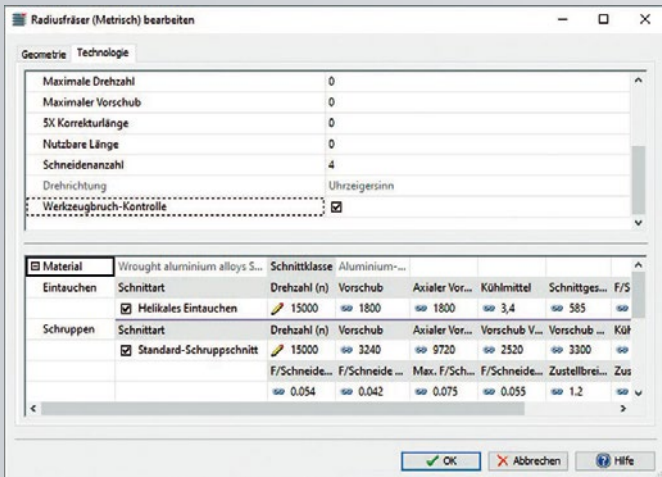 Radiusfräser (Metrisch) bearbeiten
Geometrie Technologie
Maximale Drehzahl 0
Maximaler Vorschub 0
5X Korrekturlänge 0
Nutzbare Länge 0
Schneidenanzahl 4
Drehrichtung Uhrzeigersinn
Werkzeugbruch-Kontrolle
Material Wrought aluminium alloys S... Schnittklasse Aluminium-...
Eintauchen Schnittart Drehzahl (n) Vorschub Axialer Vor... Kühlmittel Schnittges... F/S
Helikales Eintauchen 15000 1800 1800 3,4 585
Schruppen Schnittart Drehzahl (n) Vorschub Axialer Vor... Vorschub V... Vorschub ... Küh
Standard-Schruppschnitt 15000 3240 9720 2520 3300
F/Schneide... F/Schneide ... Max. F/Sch... F/Schneide... Zustellbrei... Zus
0.054 0.042 0.075 0.055 1.2
OK Abbrechen Hilfe